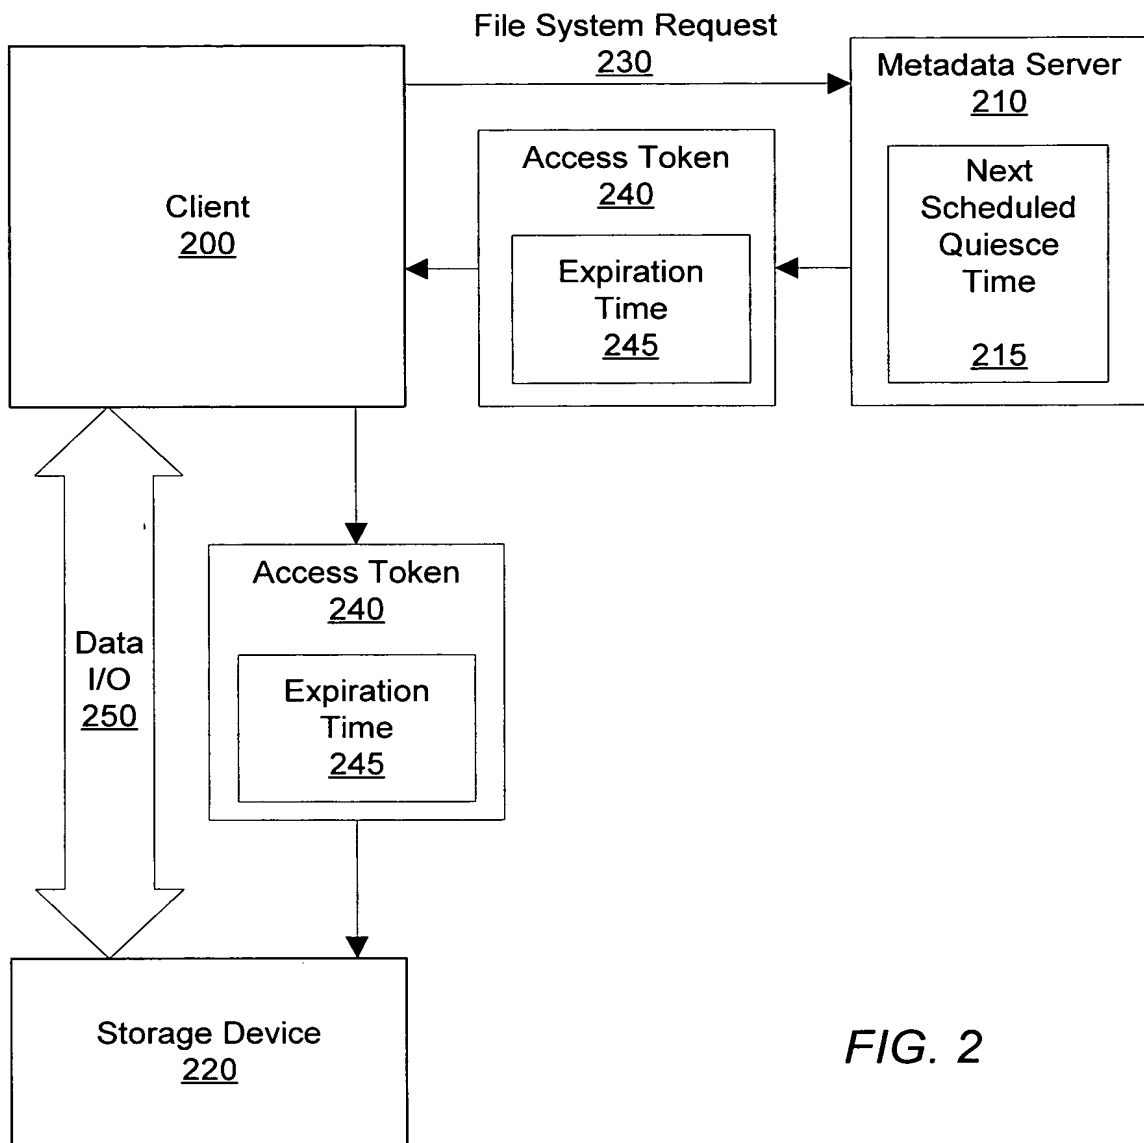 File System Request
230
Client
200
Access Token
240
Expiration
Time
245
Metadata Server
210
Next
Scheduled
Quiesce
Time
215
Data
I/O
250
Access Token
240
Expiration
Time
245
Storage Device
220
FIG. 2